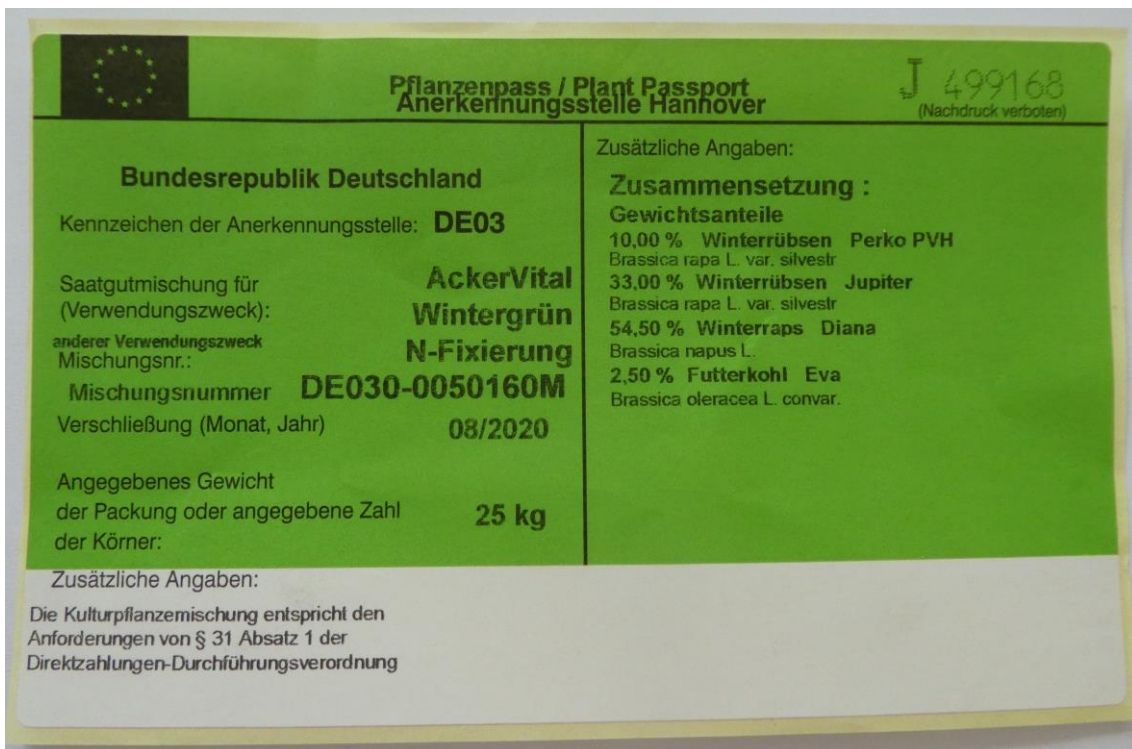 Pflanzenpass / Plant Passport
Anerkennungsstelle Hannover
J 499168
(Nachdruck verboten)
Bundesrepublik Deutschland
Kennzeichen der Anerkennungsstelle: DE03
Saatgutmischung für AckerVital
(Verwendungszweck): Wintergrün
anderer Verwendungszweck N-Fixierung
Mischungsnr.:
Mischungsnummer DE030-0050160M
Verschließung (Monat, Jahr) 08/2020
Angegebenes Gewicht
der Packung oder angegebene Zahl 25 kg
der Körner:
Zusätzliche Angaben:
Zusammensetzung :
Gewichtsanteile
10,00 % Winterrübsen Perko PVH
Brassica rapa L. var. silvestr
33,00 % Winterrübsen Jupiter
Brassica rapa L. var. silvestr
54,50 % Winterraps Diana
Brassica napus L.
2,50 % Futterkohl Eva
Brassica oleracea L. convar.
Zusätzliche Angaben:
Die Kulturpflanzemischung entspricht den
Anforderungen von § 31 Absatz 1 der
Direktzahlungen-Durchführungsverordnung